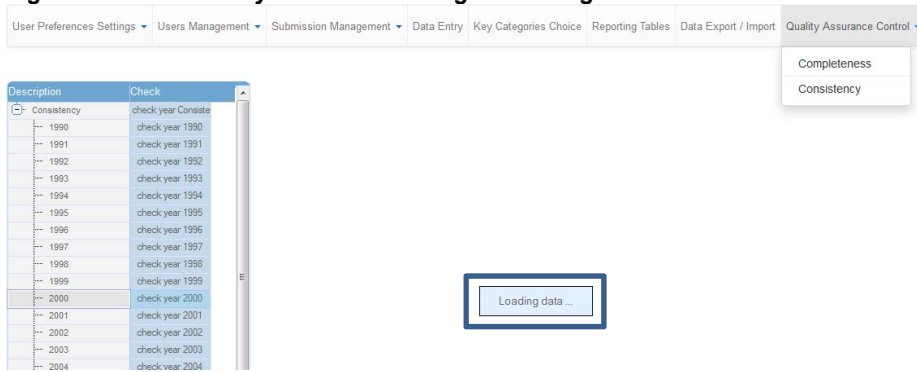 User Preferences Settings Users Management Submission Management Data Entry Key Categories Choice Reporting Tables Data Export / Import Quality Assurance Control
Completeness
Consistency
Description Check
Consistency check year Consiste
1990 check year 1990
1991 check year 1991
1992 check year 1992
1993 check year 1993
1994 check year 1994
1995 check year 1995
1996 check year 1996
1997 check year 1997
1998 check year 1998
1999 check year 1999
2000 check year 2000
Loading data ...
2001 check year 2001
2002 check year 2002
2003 check year 2003
2004 check year 2004